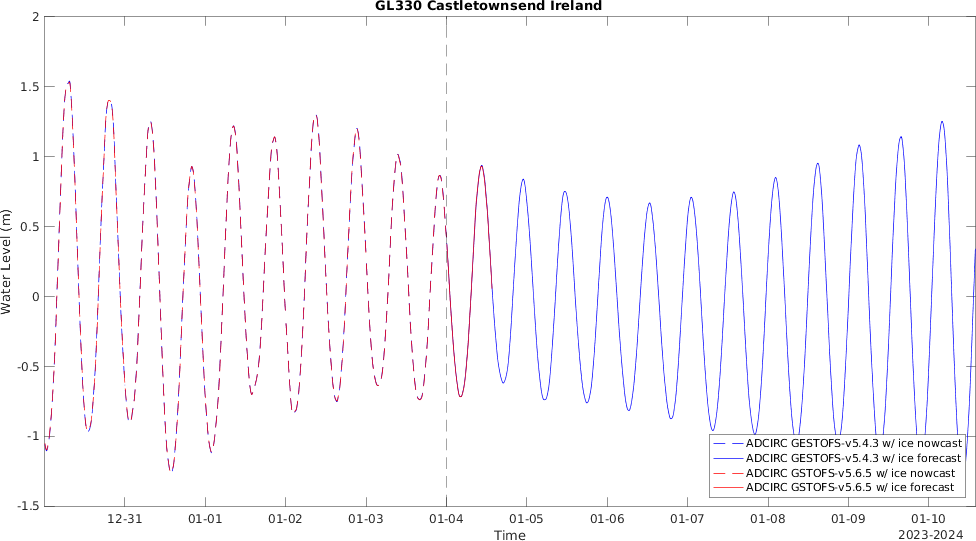 GL330 Castletownsend Ireland
2
1.5
1
0.5
0
-0.5
-1
-1.5
Water Level (m)
ADCIRC GESTOFS-v5.4.3 w/ ice nowcast
ADCIRC GESTOFS-v5.4.3 w/ ice forecast
ADCIRC GSTOFS-v5.6.5 w/ ice nowcast
ADCIRC GSTOFS-v5.6.5 w/ ice forecast
12-31 01-01 01-02 01-03 01-04 01-05 01-06 01-07 01-08 01-09 01-10
Time
2023-2024